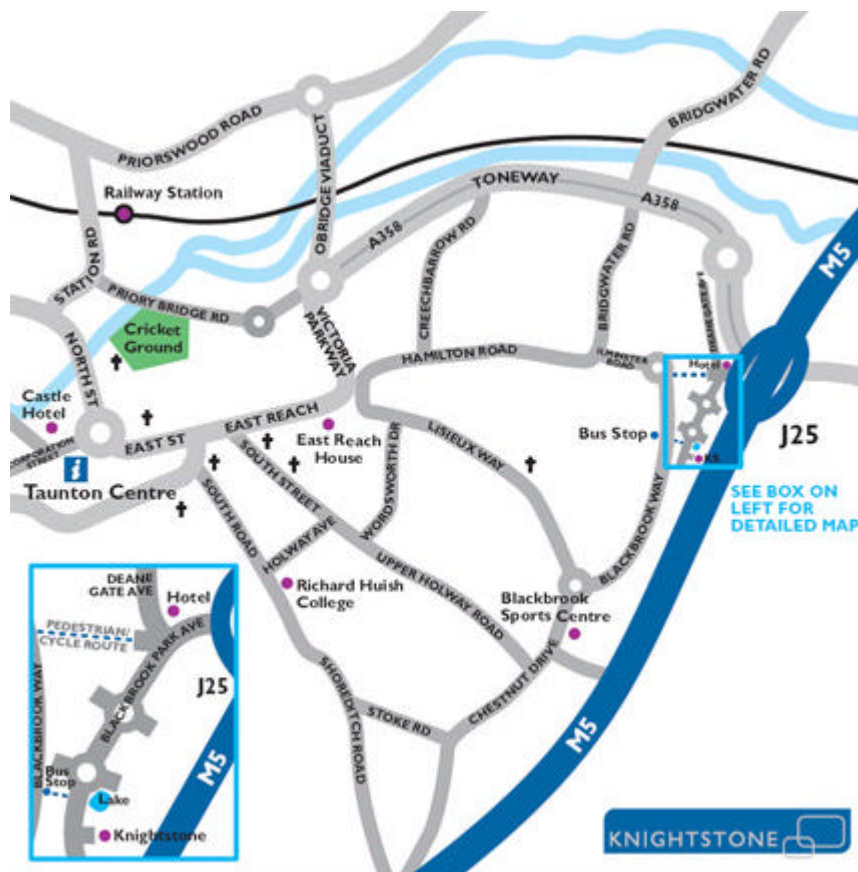 BRIDGWATER RD
PRIORSWOOD ROAD
Railway Station
OBRIDGE VIADUCT
TONEWAY
A358
A358
M5
STATION RD
PRIORY BRIDGE RD
CREECHBARROW RD
BRIDGWATER RD
Cricket
Ground
VICTORIA
PARKWAY
HAMILTON ROAD
ILMINSTER
ROAD
Hotel
NORTH ST
Castle
Hotel
CORPORATION
STREET
EAST ST
EAST REACH
East Reach
House
LISIEUX WAY
Bus Stop
KS
J25
i
Taunton Centre
SOUTH STREET
WORDSWORTH DR
SEE BOX ON
LEFT FOR
DETAILED MAP
SOUTH ROAD
HOLWAY AVE
BLACKBROOK WAY
Richard Huish
College
UPPER HOLWAY ROAD
Blackbrook
Sports Centre
SHOREDITCH ROAD
STOKE RD
CHESTNUT DRIVE
M5
DEANE
GATE AVE
Hotel
PEDESTRIAN/
CYCLE ROUTE
BLACKBROOK PARK AVE
J25
BLACKBROOK WAY
M5
Bus
Stop
Lake
Knightstone
KNIGHTSTONE